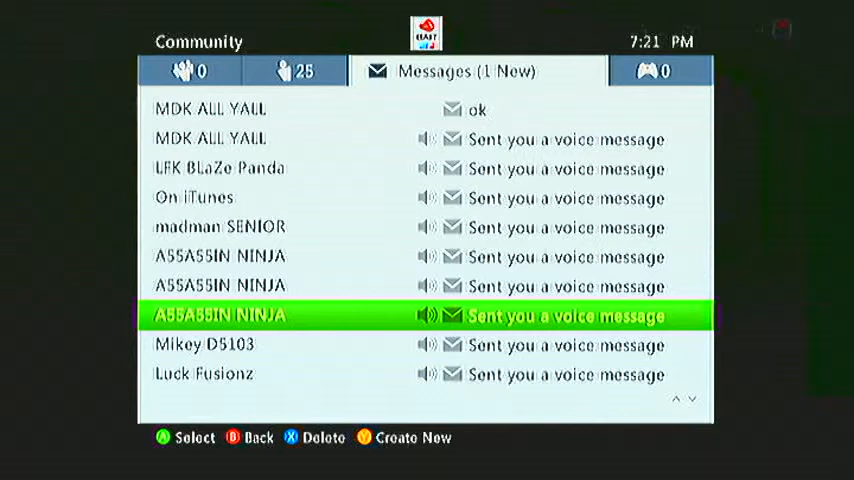 Community 7:21 PM
0 25 Messages (1 New) 0
MDK ALL YALL ok
MDK ALL YALL Sent you a voice message
LFK BLaZe Panda Sent you a voice message
On iTunes Sent you a voice message
madman SENIOR Sent you a voice message
A55A55IN NINJA Sent you a voice message
A55A55IN NINJA Sent you a voice message
A55A55IN NINJA Sent you a voice message
Mikey D5103 Sent you a voice message
Luck Fusionz Sent you a voice message
A Select B Back X Delete Y Create New